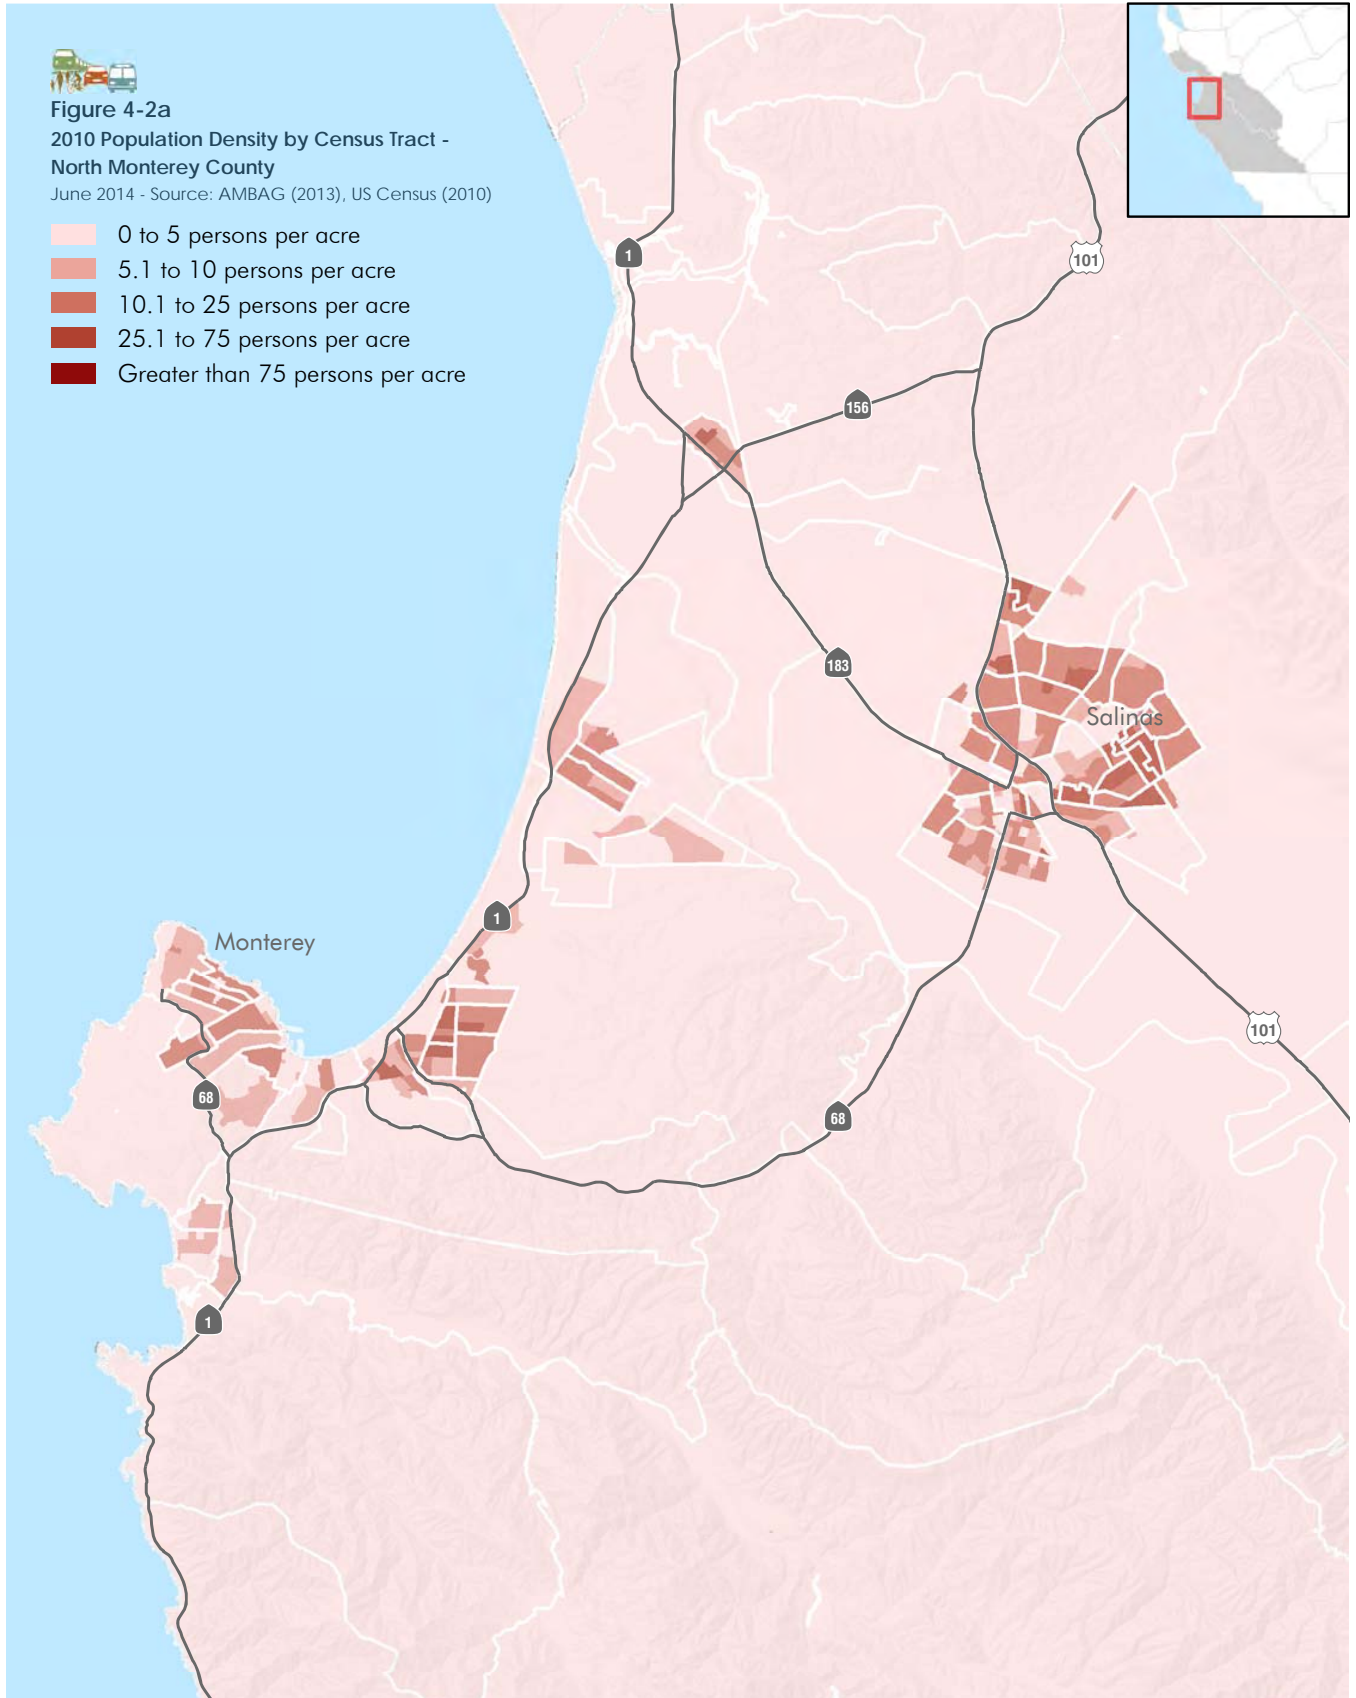 Figure 4-2a
2010 Population Density by Census Tract -
North Monterey County
June 2014 - Source: AMBAG (2013), US Census (2010)
0 to 5 persons per acre
5.1 to 10 persons per acre
10.1 to 25 persons per acre
25.1 to 75 persons per acre
Greater than 75 persons per acre
1
101
156
183
Salinas
1
Monterey
101
68
68
1